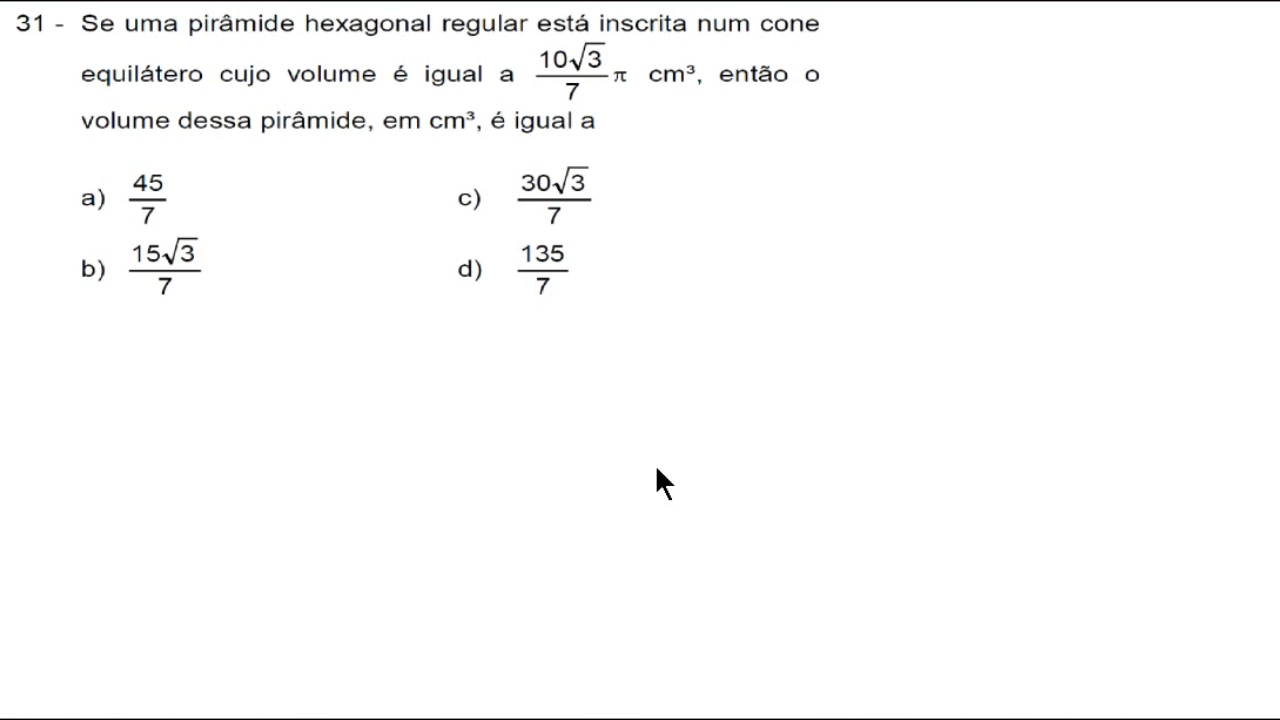 31 - Se uma pirâmide hexagonal regular está inscrita num cone
equilátero cujo volume é igual a 10√3/7 π cm³, então o
volume dessa pirâmide, em cm³, é igual a
a) 45/7
c) 30√3/7
b) 15√3/7
d) 135/7